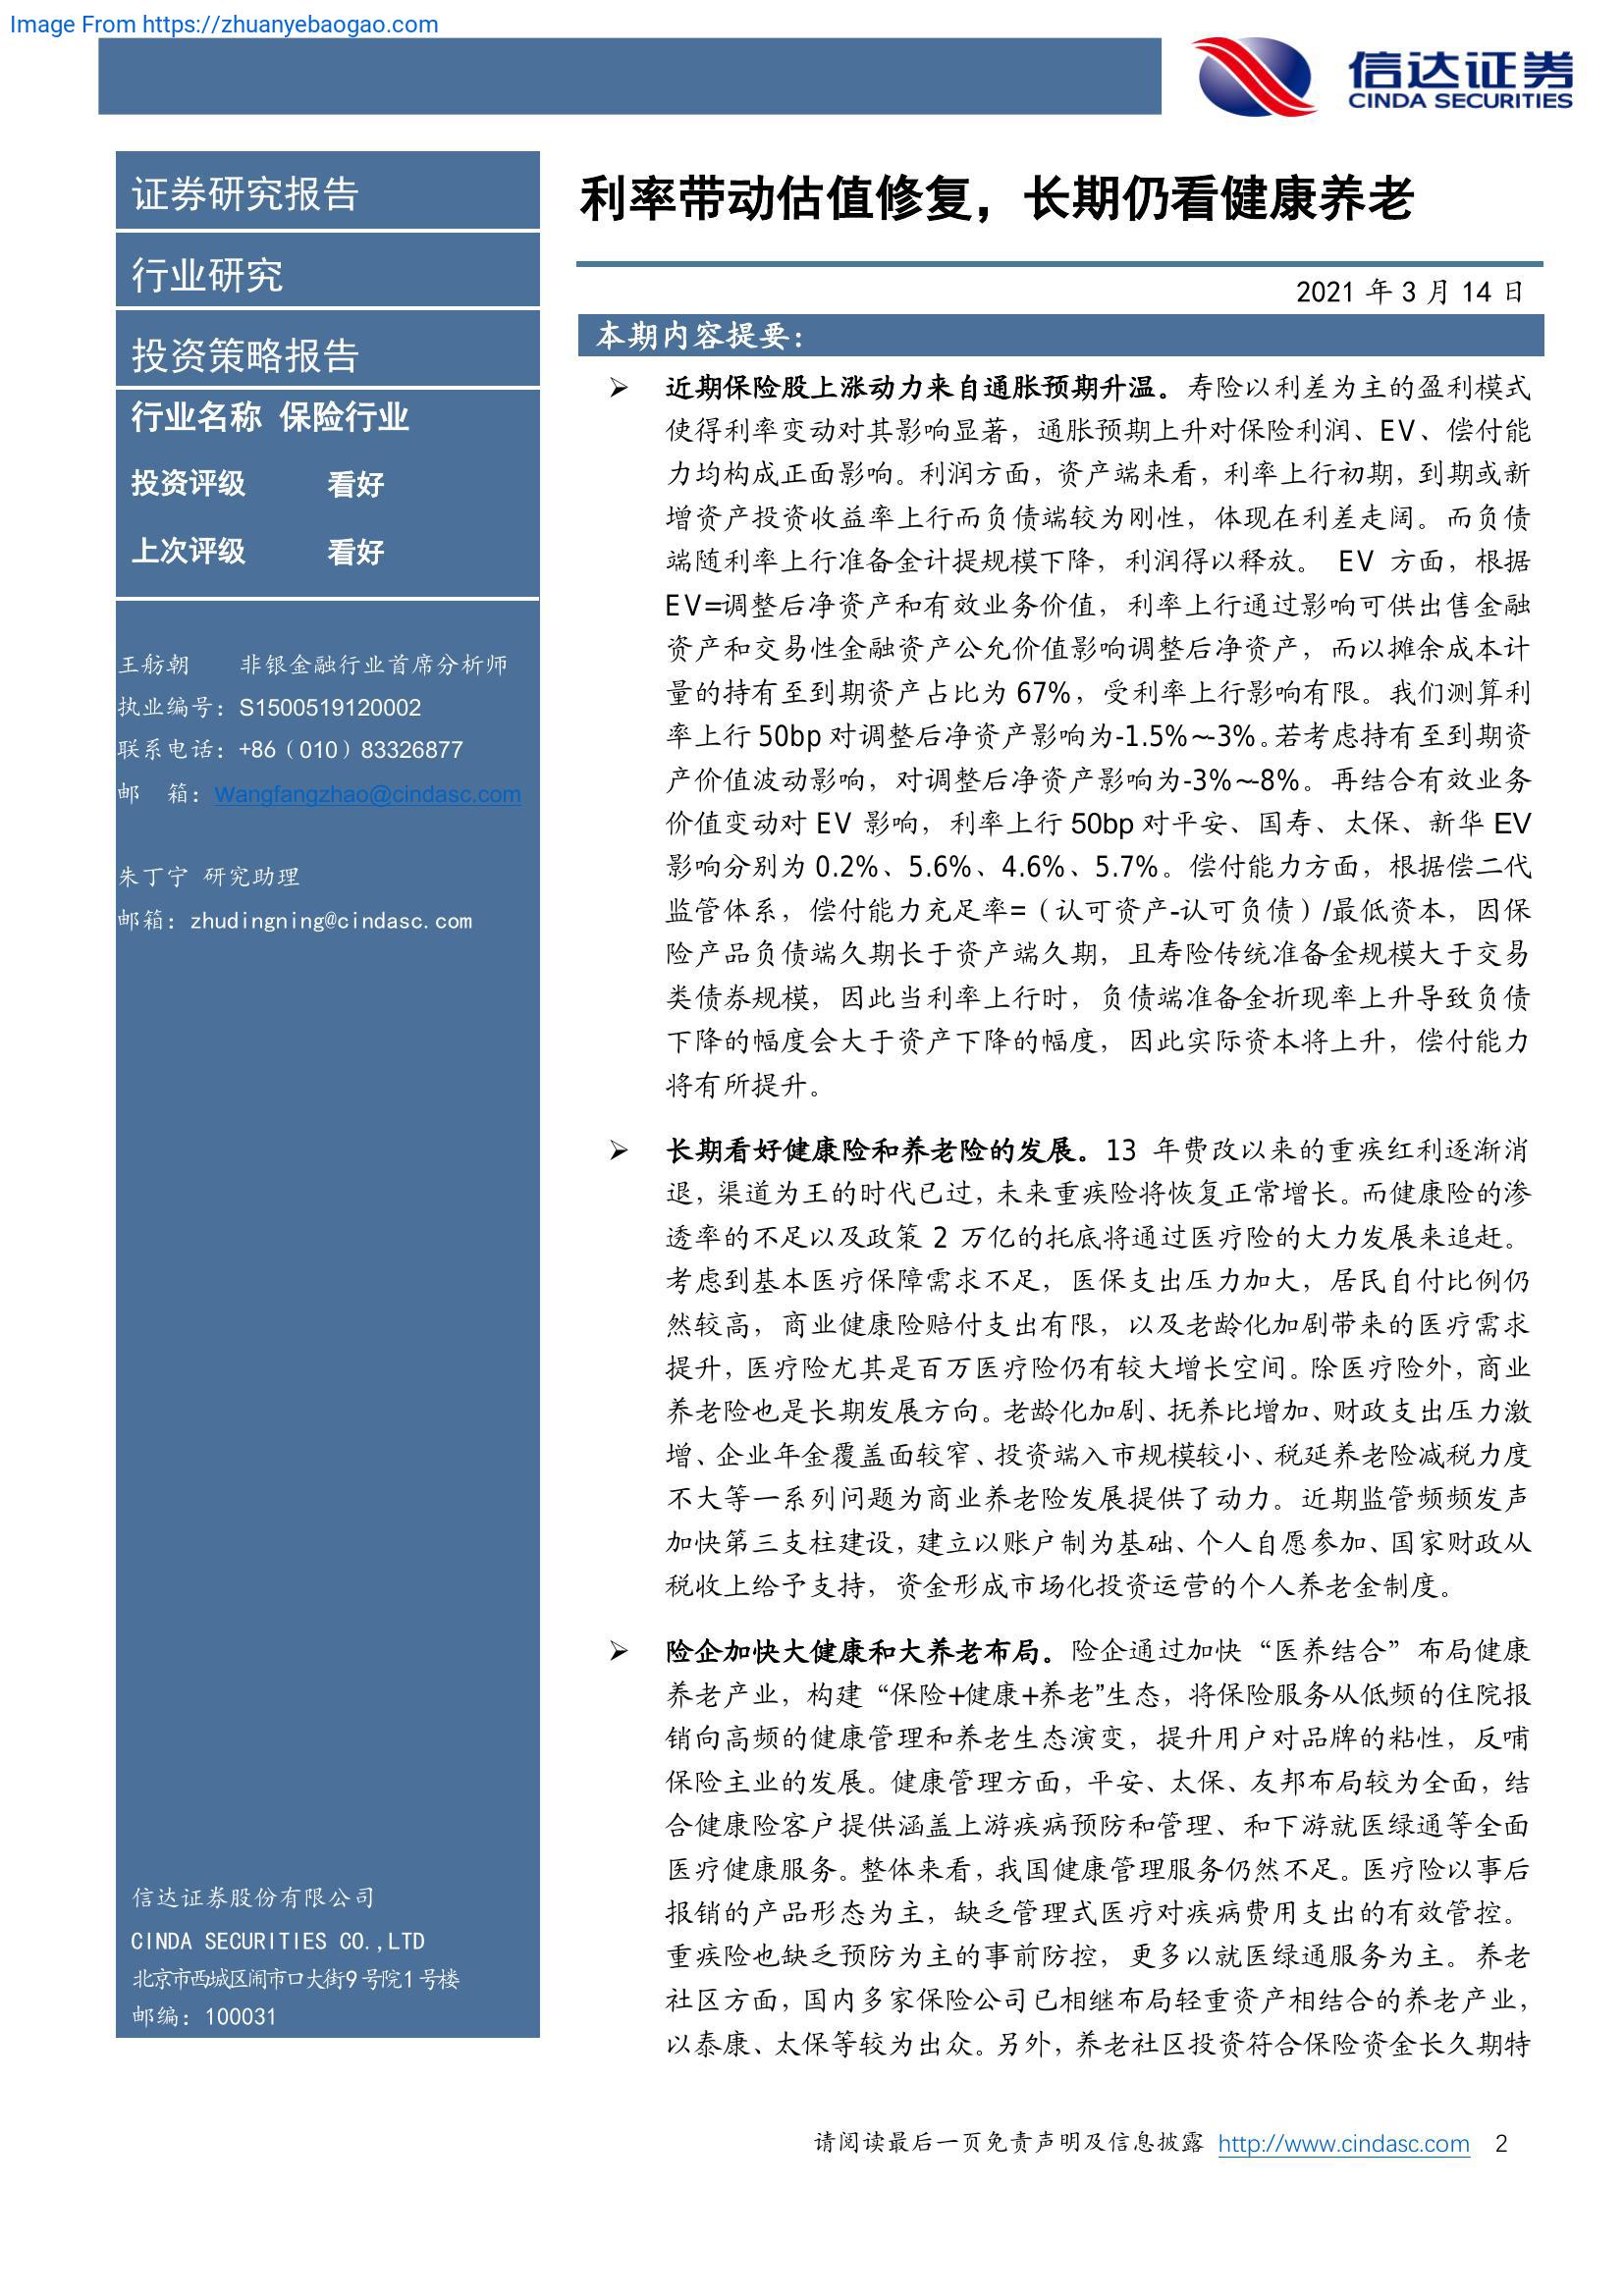 Image From https://zhuanyebaogao.com
信达证券
CINDA SECURITIES
证券研究报告
行业研究
投资策略报告
行业名称 保险行业
投资评级 看好
上次评级 看好
王舫朝 非银金融行业首席分析师
执业编号：S1500519120002
联系电话：+86（010）83326877
邮 箱：Wangfangzhao@cindasc.com
朱丁宁 研究助理
邮箱：zhudingning@cindasc.com
信达证券股份有限公司
CINDA SECURITIES CO.,LTD
北京市西城区闹市口大街9号院1号楼
邮编：100031
利率带动估值修复，长期仍看健康养老
2021 年 3 月 14 日
本期内容提要：
➢ 近期保险股上涨动力来自通胀预期升温。寿险以利差为主的盈利模式
使得利率变动对其影响显著，通胀预期上升对保险利润、EV、偿付能
力均构成正面影响。利润方面，资产端来看，利率上行初期，到期或新
增资产投资收益率上行而负债端较为刚性，体现在利差走阔。而负债
端随利率上行准备金计提规模下降，利润得以释放。 EV 方面，根据
EV=调整后净资产和有效业务价值，利率上行通过影响可供出售金融
资产和交易性金融资产公允价值影响调整后净资产，而以摊余成本计
量的持有至到期资产占比为 67%，受利率上行影响有限。我们测算利
率上行 50bp 对调整后净资产影响为-1.5%~-3%。若考虑持有至到期资
产价值波动影响，对调整后净资产影响为-3%~-8%。再结合有效业务
价值变动对 EV 影响，利率上行 50bp 对平安、国寿、太保、新华 EV
影响分别为 0.2%、5.6%、4.6%、5.7%。偿付能力方面，根据偿二代
监管体系，偿付能力充足率=（认可资产-认可负债）/最低资本，因保
险产品负债端久期长于资产端久期，且寿险传统准备金规模大于交易
类债券规模，因此当利率上行时，负债端准备金折现率上升导致负债
下降的幅度会大于资产下降的幅度，因此实际资本将上升，偿付能力
将有所提升。
➢ 长期看好健康险和养老险的发展。13 年费改以来的重疾红利逐渐消
退，渠道为王的时代已过，未来重疾险将恢复正常增长。而健康险的渗
透率的不足以及政策 2 万亿的托底将通过医疗险的大力发展来追赶。
考虑到基本医疗保障需求不足，医保支出压力加大，居民自付比例仍
然较高，商业健康险赔付支出有限，以及老龄化加剧带来的医疗需求
提升，医疗险尤其是百万医疗险仍有较大增长空间。除医疗险外，商业
养老险也是长期发展方向。老龄化加剧、抚养比增加、财政支出压力激
增、企业年金覆盖面较窄、投资端入市规模较小、税延养老险减税力度
不大等一系列问题为商业养老险发展提供了动力。近期监管频频发声
加快第三支柱建设，建立以账户制为基础、个人自愿参加、国家财政从
税收上给予支持，资金形成市场化投资运营的个人养老金制度。
➢ 险企加快大健康和大养老布局。险企通过加快“医养结合”布局健康
养老产业，构建“保险+健康+养老”生态，将保险服务从低频的住院报
销向高频的健康管理和养老生态演变，提升用户对品牌的粘性，反哺
保险主业的发展。健康管理方面，平安、太保、友邦布局较为全面，结
合健康险客户提供涵盖上游疾病预防和管理、和下游就医绿通等全面
医疗健康服务。整体来看，我国健康管理服务仍然不足。医疗险以事后
报销的产品形态为主，缺乏管理式医疗对疾病费用支出的有效管控。
重疾险也缺乏预防为主的事前防控，更多以就医绿通服务为主。养老
社区方面，国内多家保险公司已相继布局轻重资产相结合的养老产业，
以泰康、太保等较为出众。另外，养老社区投资符合保险资金长久期特
请阅读最后一页免责声明及信息披露 http://www.cindasc.com 2